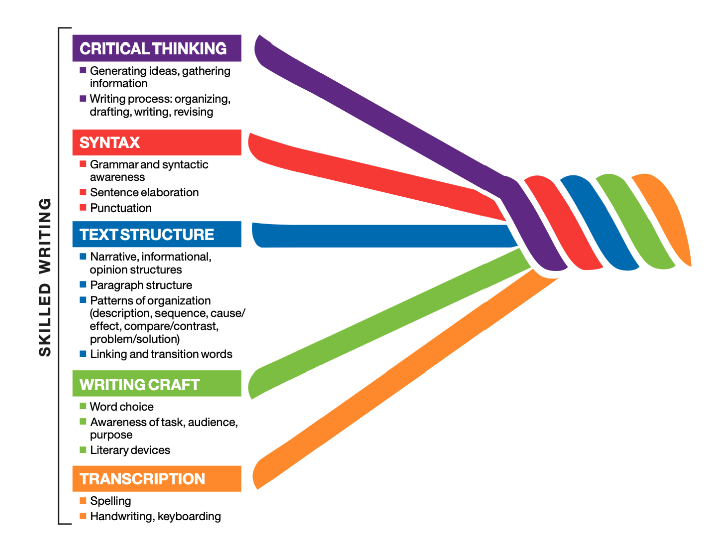 SKILLED WRITING
CRITICAL THINKING
Generating ideas, gathering
information
Writing process: organizing,
drafting, writing, revising
SYNTAX
Grammar and syntactic
awareness
Sentence elaboration
Punctuation
TEXT STRUCTURE
Narrative, informational,
opinion structures
Paragraph structure
Patterns of organization
(description, sequence, cause/
effect, compare/contrast,
problem/solution)
Linking and transition words
WRITING CRAFT
Word choice
Awareness of task, audience,
purpose
Literary devices
TRANSCRIPTION
Spelling
Handwriting, keyboarding